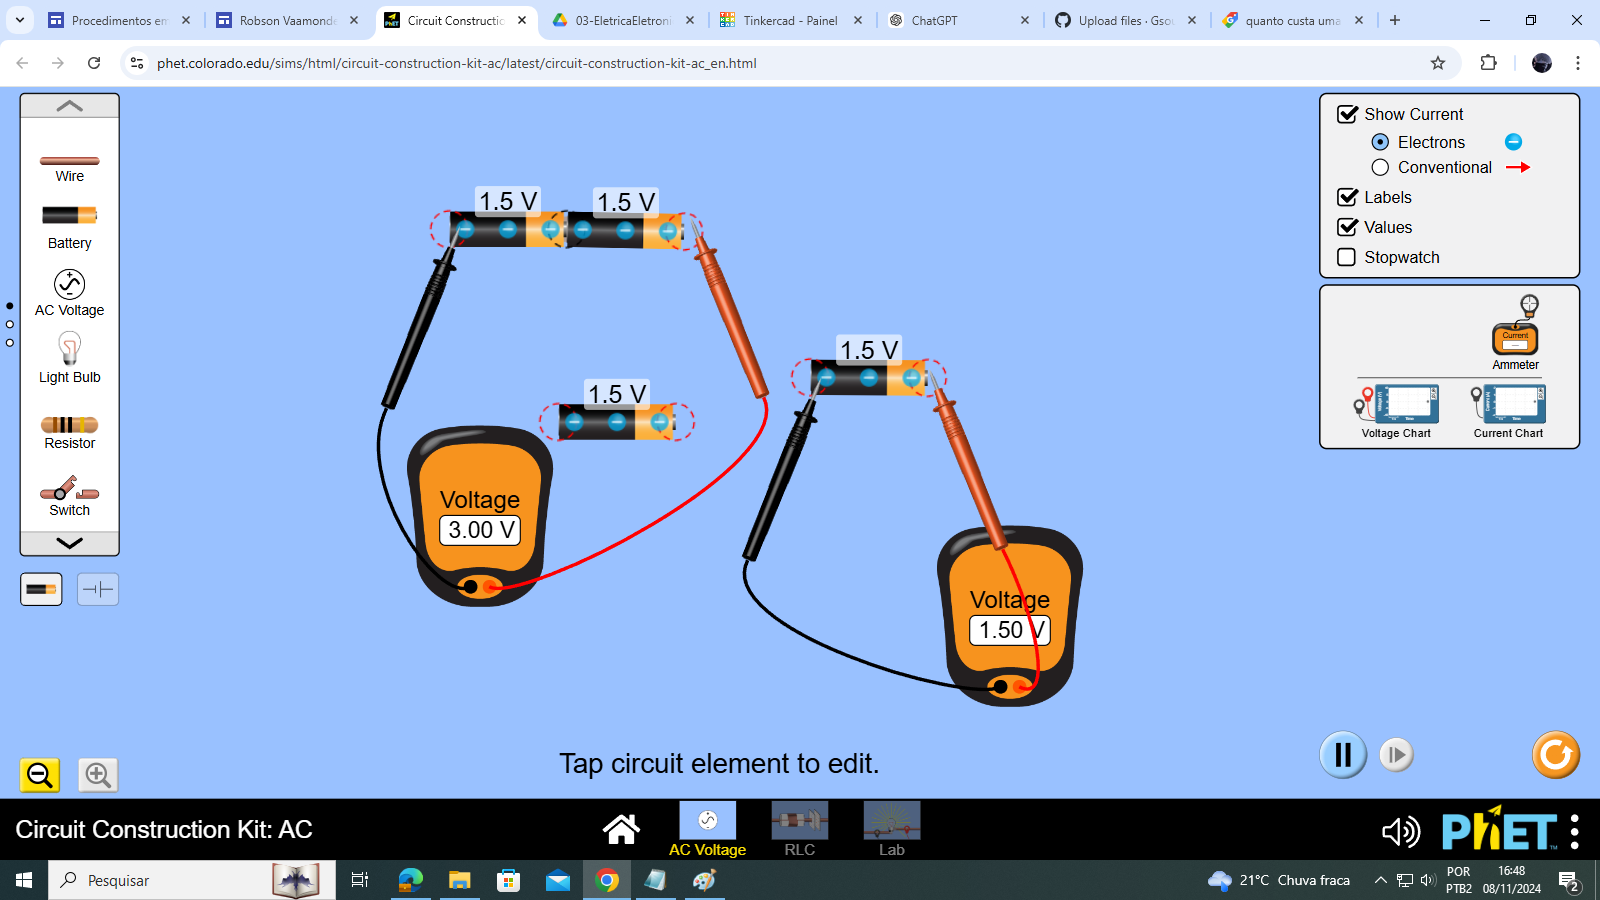 Procedimentos em
Robson Vaamonde
Circuit Constructio
03-EletricaEletroni
Tinkercad - Painel
ChatGPT
Upload files · Gsou
quanto custa uma
phet.colorado.edu/sims/html/circuit-construction-kit-ac/latest/circuit-construction-kit-ac_en.html
Wire
Battery
AC Voltage
Light Bulb
Resistor
Switch
1.5 V
1.5 V
1.5 V
1.5 V
Voltage
3.00 V
Voltage
1.50 V
Show Current
Electrons
Conventional
Labels
Values
Stopwatch
Current
Ammeter
Voltage Chart
Current Chart
Tap circuit element to edit.
Circuit Construction Kit: AC
AC Voltage
RLC
Lab
PhET
Pesquisar
21°C Chuva fraca
POR
PTB2
16:48
08/11/2024
2